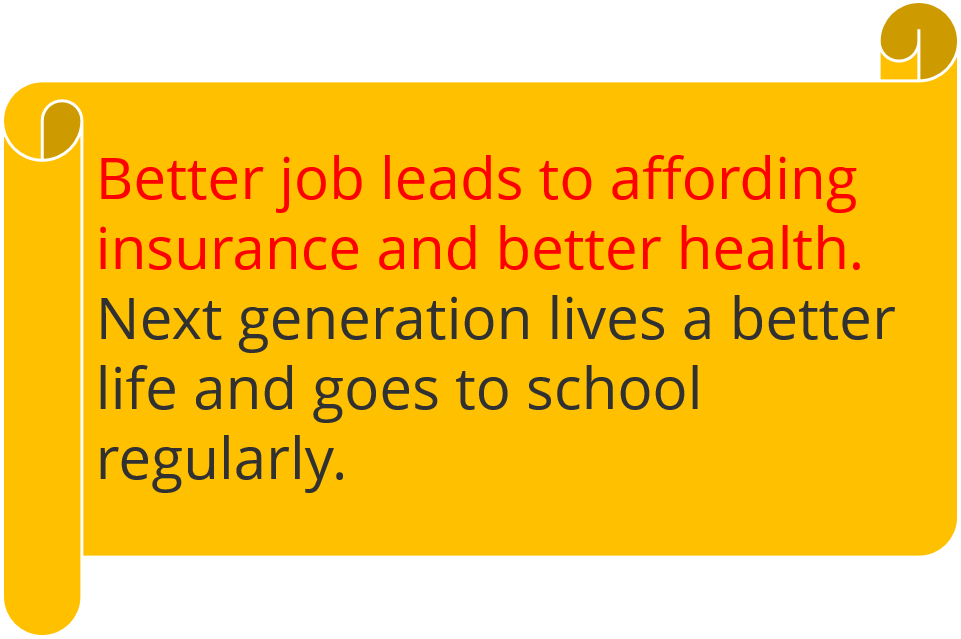 Better job leads to affording
insurance and better health.
Next generation lives a better
life and goes to school
regularly.